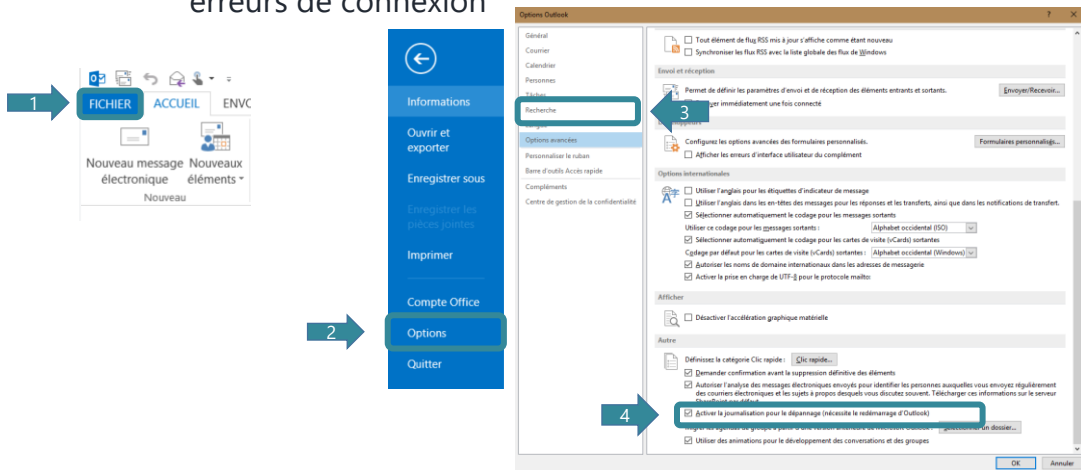 erreurs de connexion
1
FICHIER
ACCUEIL
Nouveau message
électronique
Nouveaux
éléments
Nouveau
Informations
Ouvrir et
exporter
Enregistrer sous
Enregistrer les
pièces jointes
Imprimer
Compte Office
2
Options
Quitter
Options Outlook
?
Général
Courrier
Calendrier
Personnes
Tâches
Recherche
Options avancées
Personnaliser le ruban
Barre d'outils Accès rapide
Compléments
Centre de gestion de la confidentialité
3
Tout élément de flux RSS mis à jour s'affiche comme étant nouveau
Synchroniser les flux RSS avec la liste globale des flux de Windows
Envoi et réception
Permet de définir les paramètres d'envoi et de réception des éléments entrants et sortants.
Envoyer/Recevoir...
immédiatement une fois connecté
Configurez les options avancées des formulaires personnalisés.
Formulaires personnalisés...
Afficher les erreurs d'interface utilisateur du complément
Options internationales
Utiliser l'anglais pour les étiquettes d'indicateur de message
Utiliser l'anglais dans les en-têtes des messages pour les réponses et les transferts, ainsi que dans les notifications de transfert.
Sélectionner automatiquement le codage pour les messages sortants
Utiliser ce codage pour les messages sortants : Alphabet occidental (ISO)
Sélectionner automatiquement le codage pour les cartes de visite (vCards) sortantes
Codage par défaut pour les cartes de visite (vCards) sortantes : Alphabet occidental (Windows)
Autoriser les noms de domaine internationaux dans les adresses de messagerie
Activer la prise en charge de UTF-8 pour le protocole mailto:
Afficher
Désactiver l'accélération graphique matérielle
Autre
Définissez la catégorie Clic rapide : Clic rapide...
Demander confirmation avant la suppression définitive des éléments
Autoriser l'analyse des messages électroniques envoyés pour identifier les personnes auxquelles vous envoyez régulièrement
des courriers électroniques et les sujets à propos desquels vous discutez souvent. Télécharger ces informations sur le serveur
4
Activer la journalisation pour le dépannage (nécessite le redémarrage d'Outlook)
un dossier...
Utiliser des animations pour le développement des conversations et des groupes
OK
Annuler